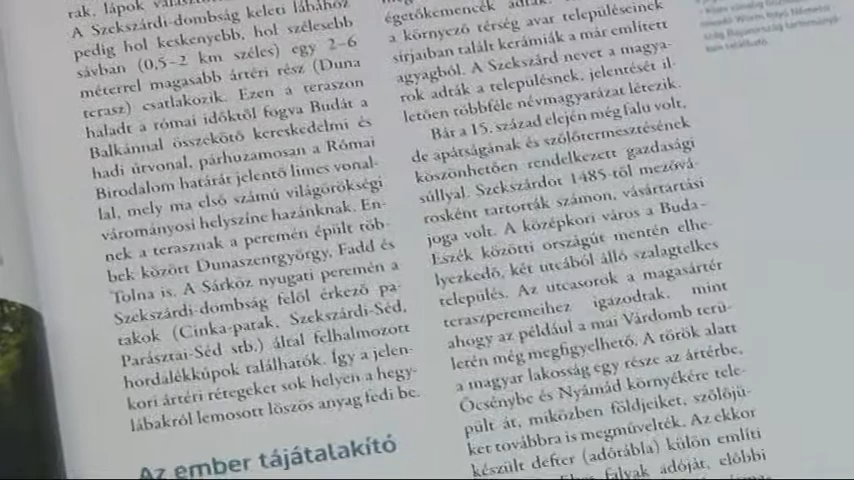 rak, lápok
A Szekszárdi-dombság keleti lábához
pedig hol keskenyebb, hol szélesebb
sávban (0,5–2 km széles) egy 2–6
méterrel magasabb ártéri rész (Duna
terasz) csatlakozik. Ezen a teraszon
haladt a római időktől fogva Budát a
Balkánnal összekötő kereskedelmi és
hadi útvonal, párhuzamosan a Római
Birodalom határát jelentő limes vonal-
lal, mely ma első számú világörökségi
várományosi helyszíne hazánknak. En-
nek a terasznak a peremén épült töb-
bek között Dunaszentgyörgy, Fadd és
Tolna is. A Sárköz nyugati peremén a
Szekszárdi-dombság felől érkező pa-
takok (Cinka-patak, Szekszárdi-Séd,
Parásztai-Séd stb.) által felhalmozott
hordalékkúpok találhatók. Így a jelen-
kori ártéri rétegeket sok helyen a hegy-
lábakról lemosott löszös anyag fedi be.
Az ember tájátalakító
égetőkemencék
a környező térség avar településeinek
sírjaiban talált kerámiák a már említett
agyagból. A Szekszárd nevet a magya-
rok adták a településnek, jelentését il-
letően többféle névmagyarázat létezik.
Bár a 15. század elején még falu volt,
de apátságának és szőlőtermesztésének
köszönhetően rendelkezett gazdasági
súllyal. Szekszárdot 1485-től mezővá-
rosként tartották számon, vásártartási
joga volt. A középkori város a Buda–
Eszék közötti országút mentén elhe-
lyezkedő, két utcából álló szalagtelkes
település. Az utcasorok a magasártér
teraszperemeihez igazodtak, mint
ahogy az például a mai Várdomb terü-
letén még megfigyelhető. A török alatt
a magyar lakosság egy része az ártérbe,
Őcsénybe és Nyámád környékére tele-
pült át, miközben földjeiket, szőlőjü-
ket továbbra is megművelték. Az ekkor
készült defter (adótábla) külön említi
falvak adóját, előbbi